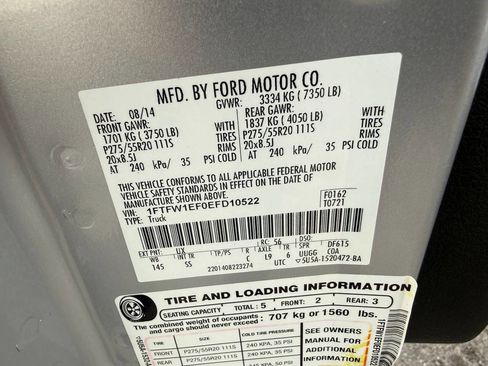 MFD. BY FORD MOTOR CO.
DATE: 08/14 GVWR: 3334 KG ( 7350 LB)
FRONT GAWR: REAR GAWR:
1701 KG ( 3750 LB) 1837 KG ( 4050 LB)
P275/55R20 111S TIRES P275/55R20 111S TIRES
20x8.5J RIMS 20x8.5J RIMS
AT 240 kPa/ 35 PSI COLD AT 240 kPa/ 35 PSI COLD
THIS VEHICLE CONFORMS TO ALL APPLICABLE FEDERAL MOTOR
VEHICLE SAFETY STANDARDS IN EFFECT ON THE DATE OF
MANUFACTURE SHOWN ABOVE.
VIN: 1FTFW1EF0EFD10522 F0162
TYPE: Truck T0721
EXT PNT: UX RC: 56 DSO:
WB INT TR TP/PS R AXLE TR SPR DF615
145 SS L9 6 UUGG
2201408223274 UTC 5U5A-1520472-BA
TIRE AND LOADING INFORMATION
SEATING CAPACITY TOTAL: 5 FRONT: 2 REAR: 3
The combined weight of occupants and cargo should never exceed: 707 kg or 1560 lbs.
TIRE SIZE COLD TIRE PRESSURE SEE OWNERS
FRONT P275/55R20 111S 240 KPA, 35 PSI MANUAL FOR
REAR P275/55R20 111S 240 KPA, 35 PSI ADDITIONAL
INFORMATION